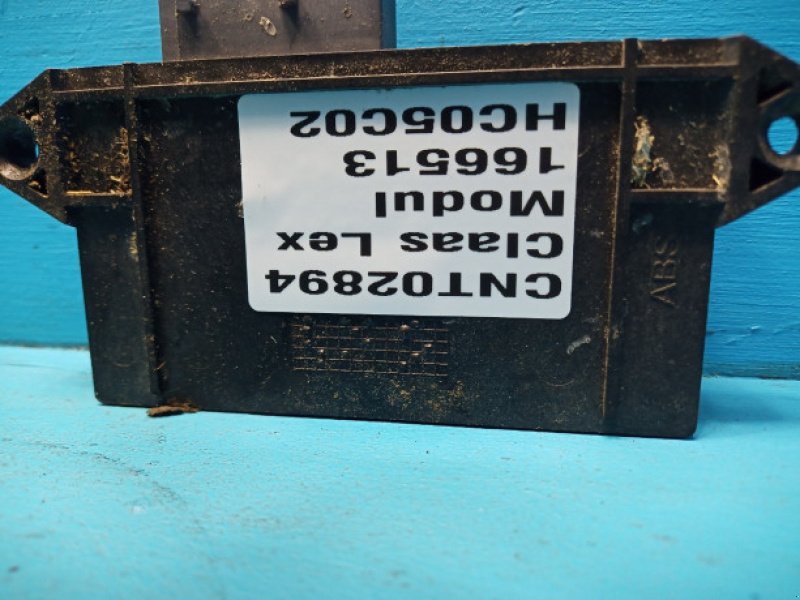 CNT02894
Claas Lex
Modul
166513
HC05C02
ABS